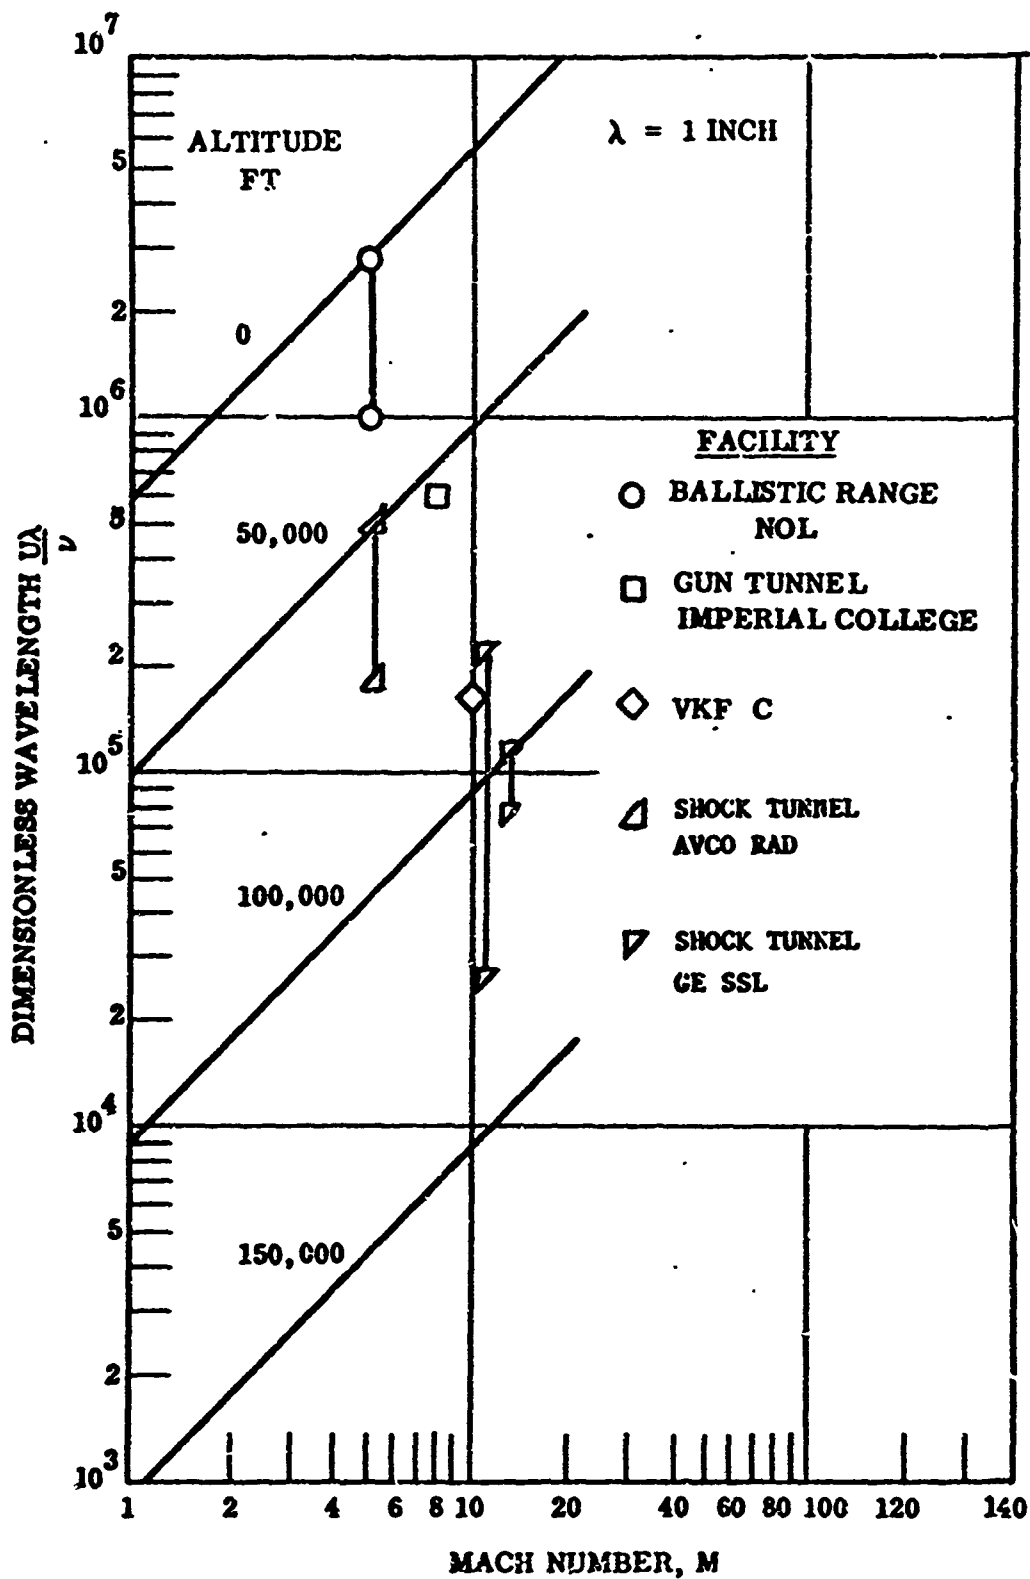 10^7
5
2
10^6
5
2
10^5
5
2
10^4
5
2
10^3
DIMENSIONLESS WAVELENGTH Uλ/ν
ALTITUDE
FT
λ = 1 INCH
0
50,000
100,000
150,000
FACILITY
BALLISTIC RANGE
NOL
GUN TUNNEL
IMPERIAL COLLEGE
VKF C
SHOCK TUNNEL
AVCO RAD
SHOCK TUNNEL
GE SSL
1 2 4 6 8 10 20 40 60 80 100 120 140
MACH NUMBER, M